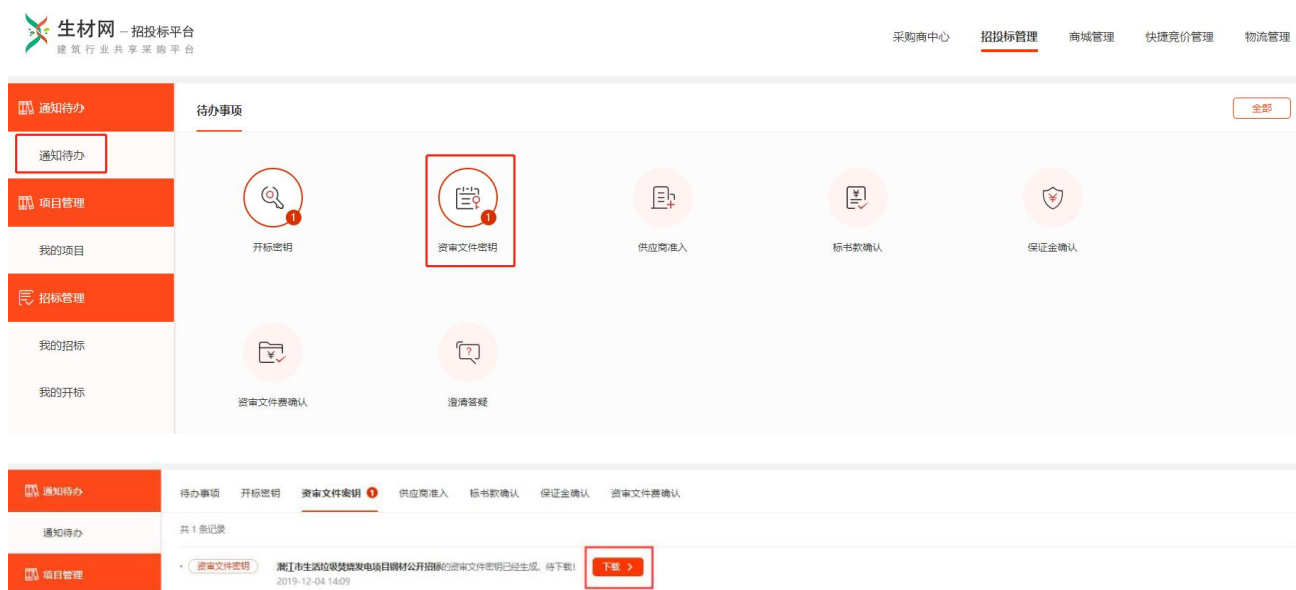 生材网 – 招投标平台
建筑行业共享采购平台
采购商中心 招投标管理 商城管理 快捷竞价管理 物流管理
通知待办
待办事项
全部
通知待办
项目管理
我的项目
招标管理
我的招标
我的开标
1
开标密钥
1
资审文件密钥
供应商准入
标书款确认
保证金确认
资审文件费确认
澄清答疑
通知待办
待办事项 开标密钥 资审文件密钥 1 供应商准入 标书款确认 保证金确认 资审文件费确认
通知待办
共 1 条记录
项目管理
· 资审文件密钥 潜江市生活垃圾焚烧发电项目钢材公开招标的资审文件密钥已经生成、待下载! 下载 >
2019-12-04 14:09